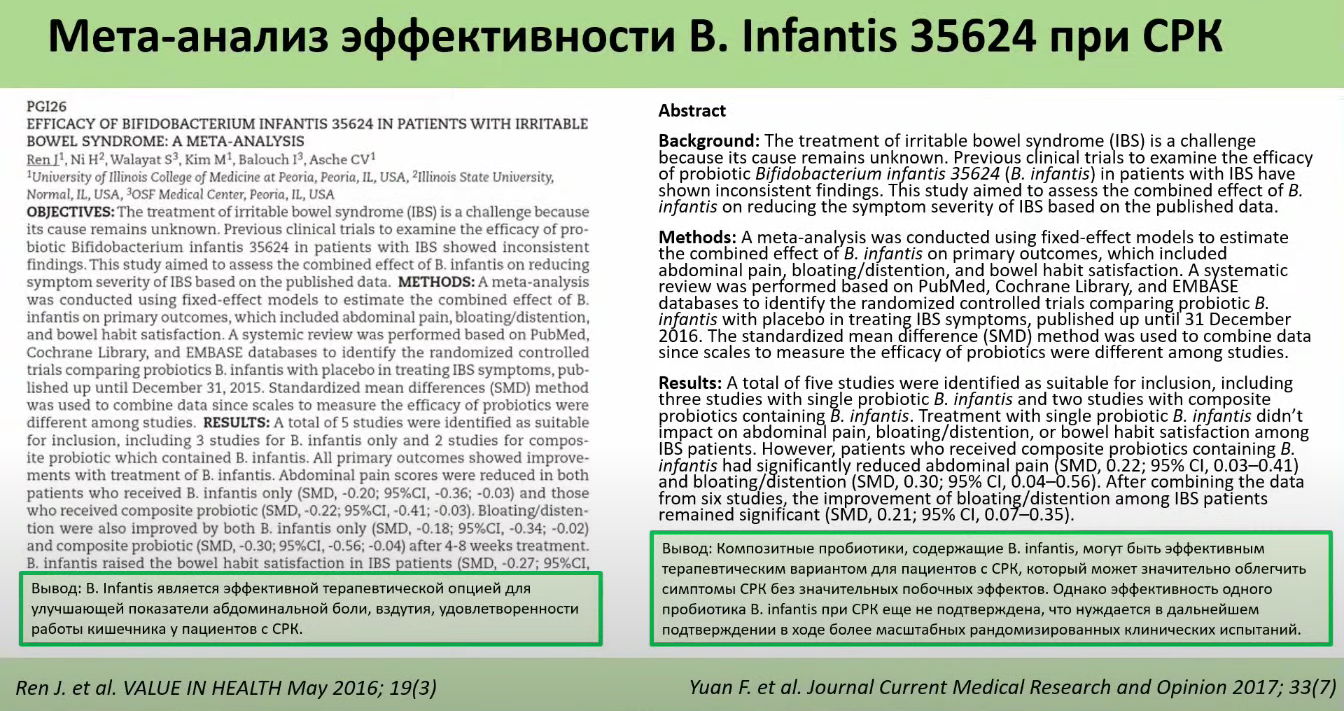 Мета-анализ эффективности B. Infantis 35624 при СРК
PGI26
EFFICACY OF BIFIDOBACTERIUM INFANTIS 35624 IN PATIENTS WITH IRRITABLE
BOWEL SYNDROME: A META-ANALYSIS
Ren J¹, Ni H², Walayat S³, Kim M¹, Balouch I³, Asche CV¹
¹University of Illinois College of Medicine at Peoria, Peoria, IL, USA, ²Illinois State University,
Normal, IL, USA, ³OSF Medical Center, Peoria, IL, USA
OBJECTIVES: The treatment of irritable bowel syndrome (IBS) is a challenge because
its cause remains unknown. Previous clinical trials to examine the efficacy of pro-
biotic Bifidobacterium infantis 35624 in patients with IBS showed inconsistent
findings. This study aimed to assess the combined effect of B. infantis on reducing
symptom severity of IBS based on the published data. METHODS: A meta-analysis
was conducted using fixed-effect models to estimate the combined effect of B.
infantis on primary outcomes, which included abdominal pain, bloating/distention,
and bowel habit satisfaction. A systemic review was performed based on PubMed,
Cochrane Library, and EMBASE databases to identify the randomized controlled
trials comparing probiotics B. infantis with placebo in treating IBS symptoms, pub-
lished up until December 31, 2015. Standardized mean differences (SMD) method
was used to combine data since scales to measure the efficacy of probiotics were
different among studies. RESULTS: A total of 5 studies were identified as suitable
for inclusion, including 3 studies for B. infantis only and 2 studies for compos-
ite probiotic which contained B. infantis. All primary outcomes showed improve-
ments with treatment of B. infantis. Abdominal pain scores were reduced in both
patients who received B. infantis only (SMD, -0.20; 95%CI, -0.36; -0.03) and those
who received composite probiotic (SMD, -0.22; 95%CI, -0.41; -0.03). Bloating/disten-
tion were also improved by both B. infantis only (SMD, -0.18; 95%CI, -0.34; -0.02)
and composite probiotic (SMD, -0.30; 95%CI, -0.56; -0.04) after 4-8 weeks treatment.
B. infantis raised the bowel habit satisfaction in IBS patients (SMD, -0.27; 95%CI,
Вывод: B. Infantis является эффективной терапевтической опцией для
улучшающей показатели абдоминальной боли, вздутия, удовлетворенности
работы кишечника у пациентов с СРК.
Ren J. et al. VALUE IN HEALTH May 2016; 19(3)
Abstract
Background: The treatment of irritable bowel syndrome (IBS) is a challenge
because its cause remains unknown. Previous clinical trials to examine the efficacy
of probiotic Bifidobacterium infantis 35624 (B. infantis) in patients with IBS have
shown inconsistent findings. This study aimed to assess the combined effect of B.
infantis on reducing the symptom severity of IBS based on the published data.
Methods: A meta-analysis was conducted using fixed-effect models to estimate
the combined effect of B. infantis on primary outcomes, which included
abdominal pain, bloating/distention, and bowel habit satisfaction. A systematic
review was performed based on PubMed, Cochrane Library, and EMBASE
databases to identify the randomized controlled trials comparing probiotic B.
infantis with placebo in treating IBS symptoms, published up until 31 December
2016. The standardized mean difference (SMD) method was used to combine data
since scales to measure the efficacy of probiotics were different among studies.
Results: A total of five studies were identified as suitable for inclusion, including
three studies with single probiotic B. infantis and two studies with composite
probiotics containing B. infantis. Treatment with single probiotic B. infantis didn't
impact on abdominal pain, bloating/distention, or bowel habit satisfaction among
IBS patients. However, patients who received composite probiotics containing B.
infantis had significantly reduced abdominal pain (SMD, 0.22; 95% CI, 0.03–0.41)
and bloating/distention (SMD, 0.30; 95% CI, 0.04–0.56). After combining the data
from six studies, the improvement of bloating/distention among IBS patients
remained significant (SMD, 0.21; 95% CI, 0.07–0.35).
Вывод: Композитные пробиотики, содержащие B. infantis, могут быть эффективным
терапевтическим вариантом для пациентов с СРК, который может значительно облегчить
симптомы СРК без значительных побочных эффектов. Однако эффективность одного
пробиотика B. infantis при СРК еще не подтверждена, что нуждается в дальнейшем
подтверждении в ходе более масштабных рандомизированных клинических испытаний.
Yuan F. et al. Journal Current Medical Research and Opinion 2017; 33(7)